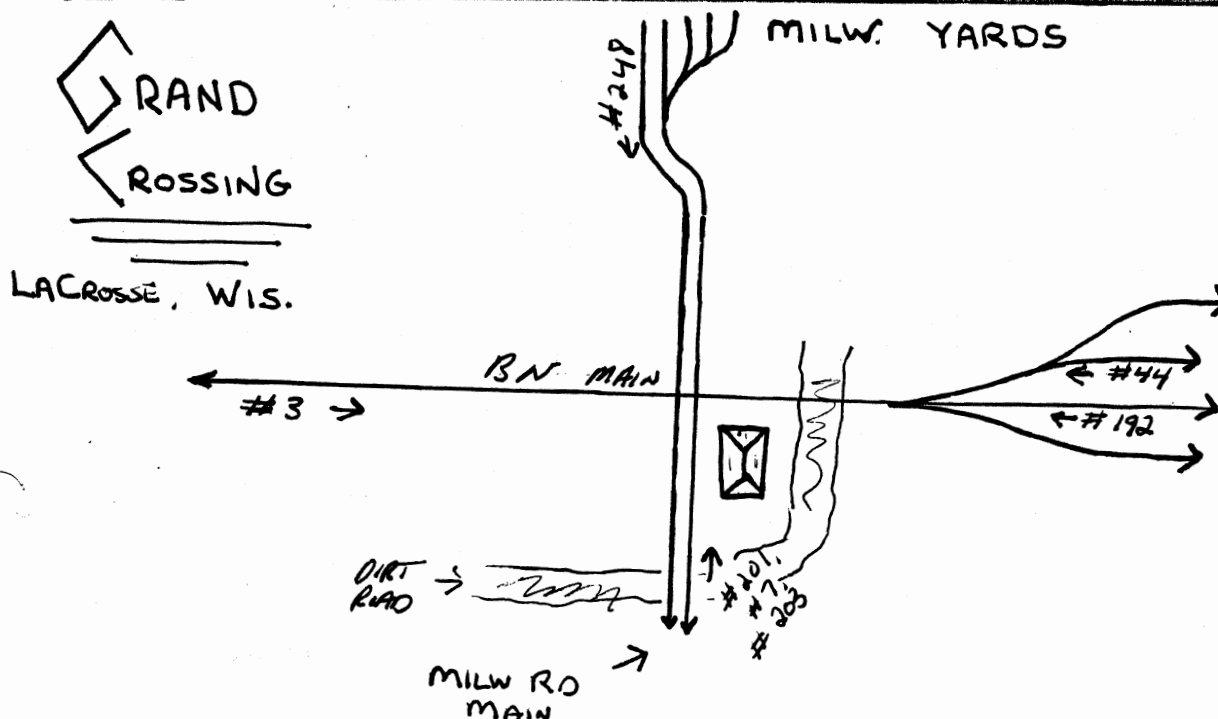 GRAND
CROSSING
LACROSSE, WIS.
MILW. YARDS
#248
BN MAIN
#3
#44
#192
DIRT
ROAD
#201,
#7,
#203
MILW RD
MAIN